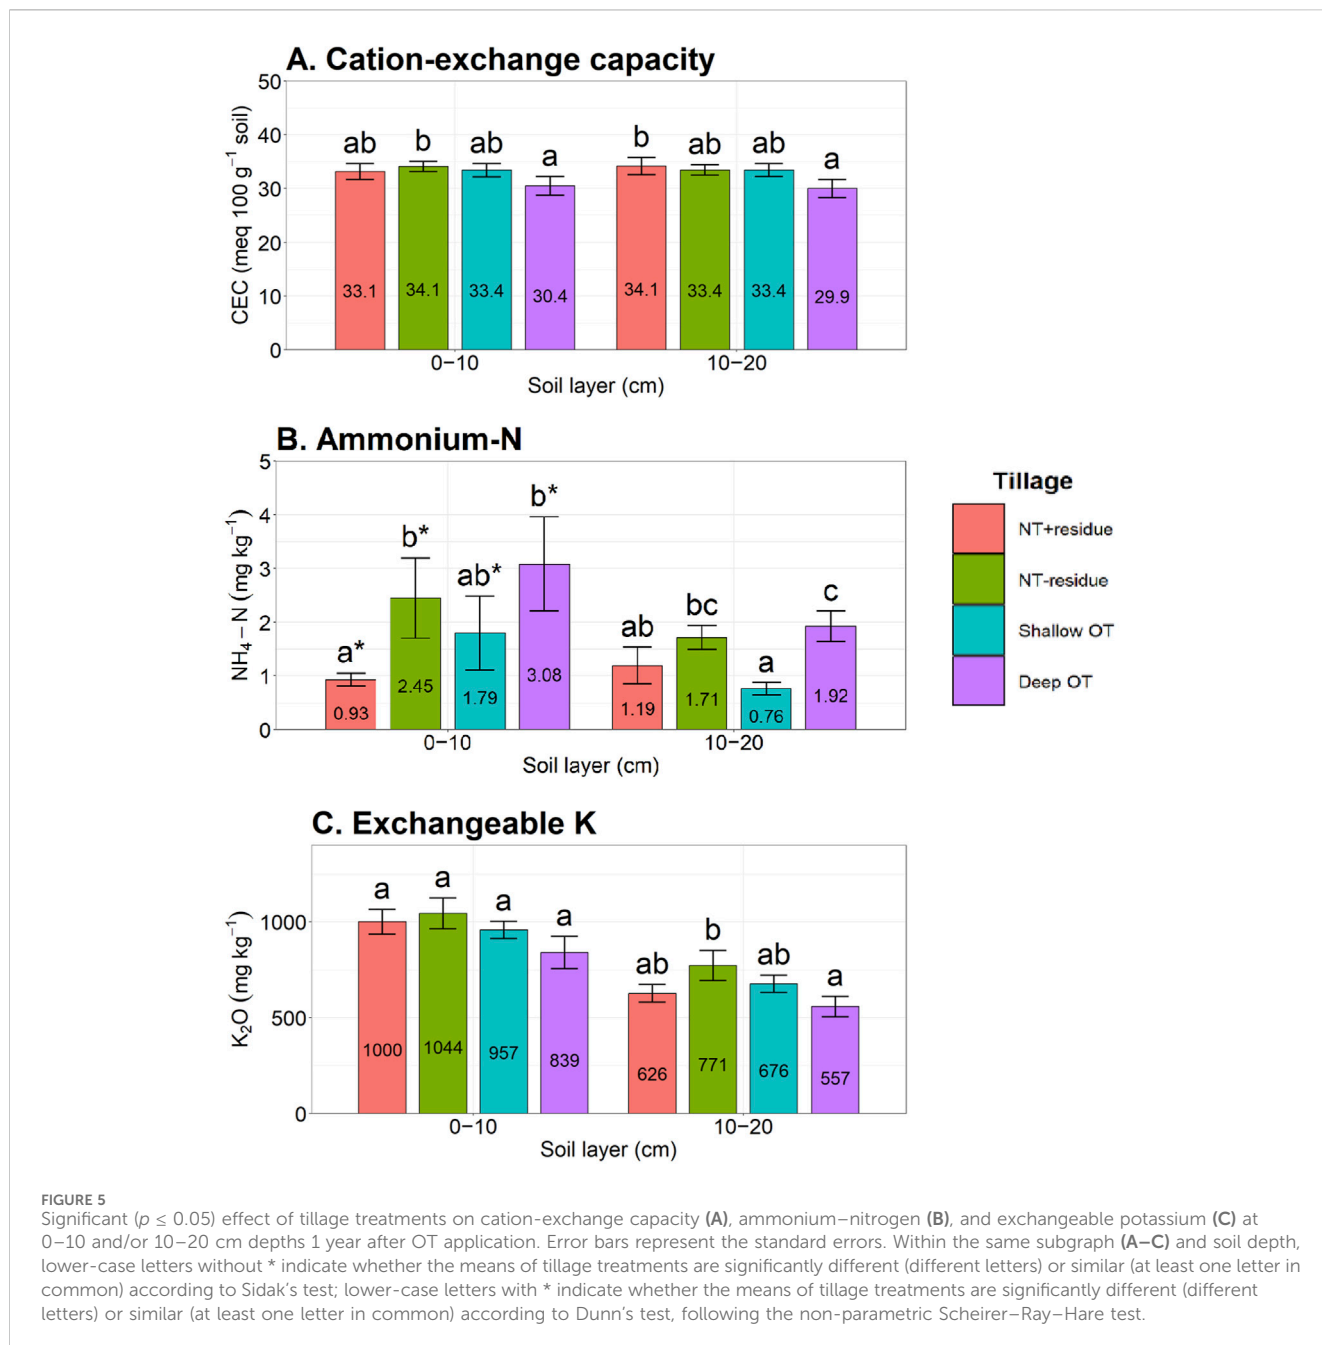 A. Cation-exchange capacity
CEC (meq 100 g⁻¹ soil)
50
40
30
20
10
0
ab b ab a b ab ab a
33.1 34.1 33.4 30.4 34.1 33.4 33.4 29.9
0−10 10−20
Soil layer (cm)
B. Ammonium-N
NH₄ − N (mg kg⁻¹)
5
4
3
2
1
0
a* b* ab* b* ab bc a c
0.93 2.45 1.79 3.08 1.19 1.71 0.76 1.92
0−10 10−20
Soil layer (cm)
Tillage
NT+residue
NT-residue
Shallow OT
Deep OT
C. Exchangeable K
K₂O (mg kg⁻¹)
1000
500
0
a a a a ab b ab a
1000 1044 957 839 626 771 676 557
0−10 10−20
Soil layer (cm)
FIGURE 5
Significant (p ≤ 0.05) effect of tillage treatments on cation-exchange capacity (A), ammonium–nitrogen (B), and exchangeable potassium (C) at
0–10 and/or 10–20 cm depths 1 year after OT application. Error bars represent the standard errors. Within the same subgraph (A–C) and soil depth,
lower-case letters without * indicate whether the means of tillage treatments are significantly different (different letters) or similar (at least one letter in
common) according to Sidak's test; lower-case letters with * indicate whether the means of tillage treatments are significantly different (different
letters) or similar (at least one letter in common) according to Dunn's test, following the non-parametric Scheirer–Ray–Hare test.